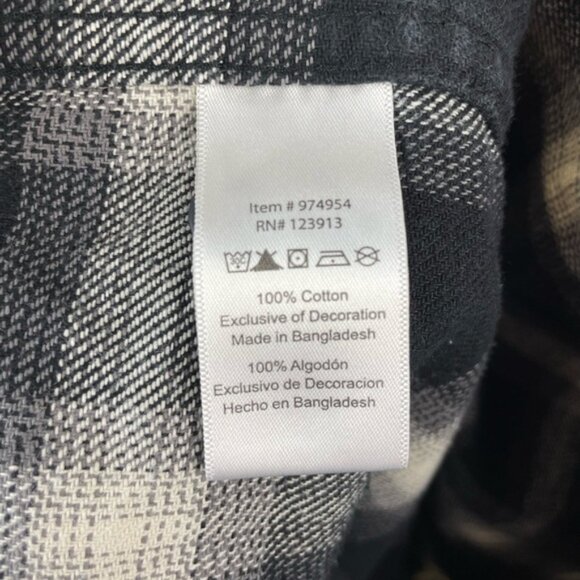 Item # 974954
RN# 123913
100% Cotton
Exclusive of Decoration
Made in Bangladesh
100% Algodón
Exclusivo de Decoracion
Hecho en Bangladesh